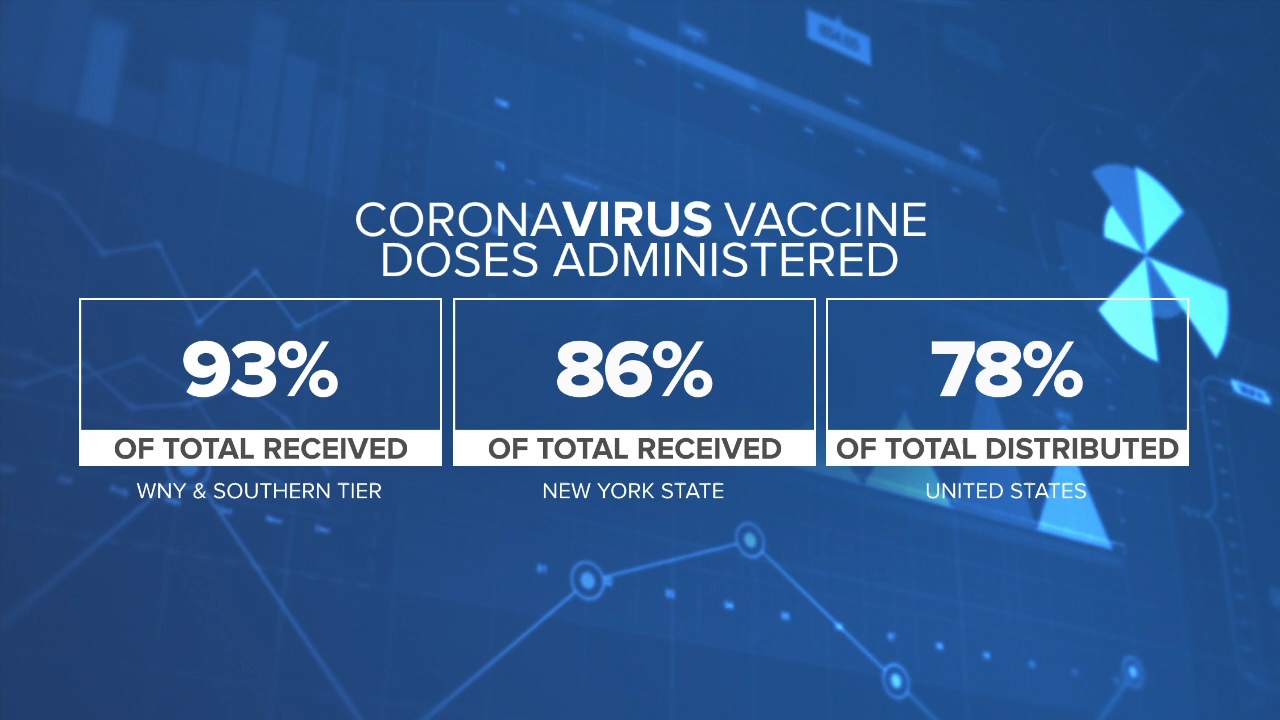 CORONAVIRUS VACCINE
DOSES ADMINISTERED
93%
OF TOTAL RECEIVED
WNY & SOUTHERN TIER
86%
OF TOTAL RECEIVED
NEW YORK STATE
78%
OF TOTAL DISTRIBUTED
UNITED STATES